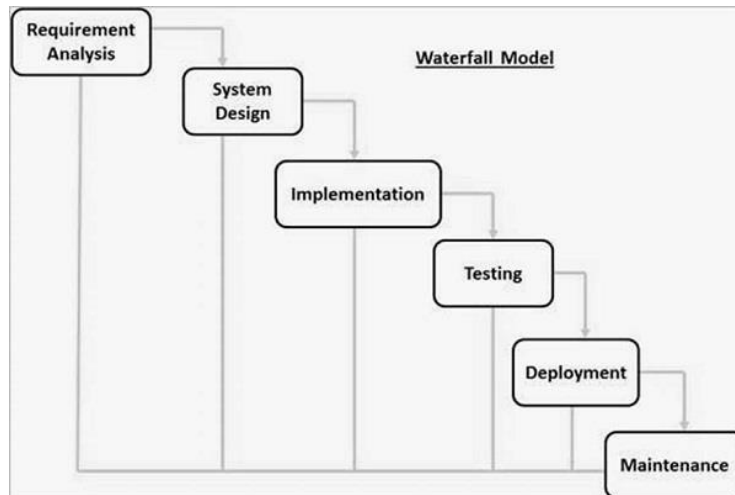 Requirement
Analysis
Waterfall Model
System
Design
Implementation
Testing
Deployment
Maintenance